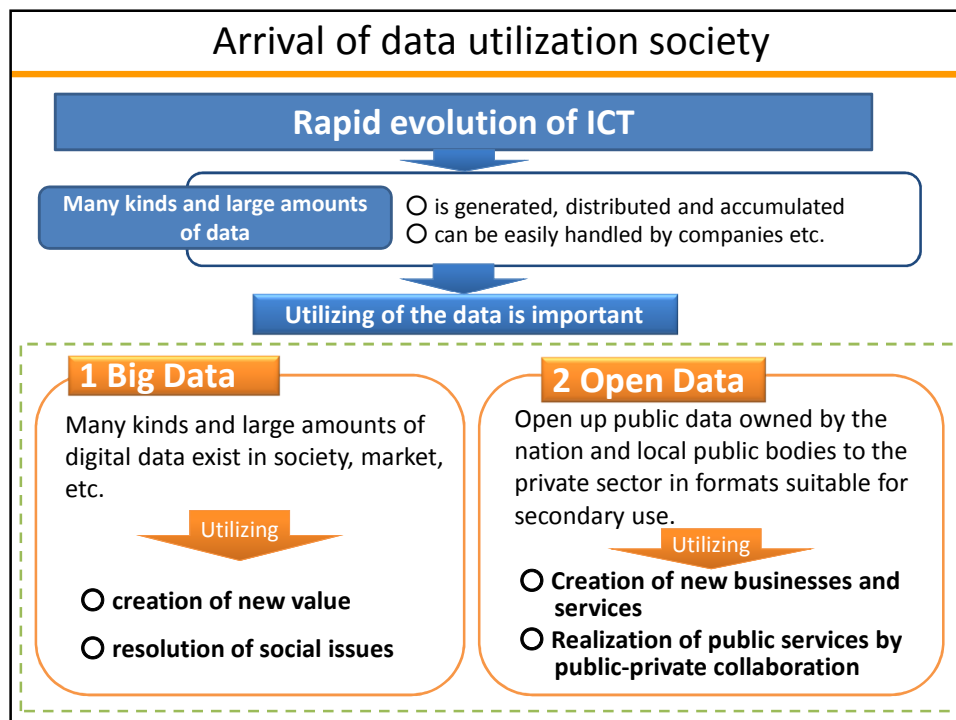 Arrival of data utilization society
Rapid evolution of ICT
Many kinds and large amounts
of data
○ is generated, distributed and accumulated
○ can be easily handled by companies etc.
Utilizing of the data is important
1 Big Data
Many kinds and large amounts of
digital data exist in society, market,
etc.
Utilizing
○ creation of new value
○ resolution of social issues
2 Open Data
Open up public data owned by the
nation and local public bodies to the
private sector in formats suitable for
secondary use.
Utilizing
○ Creation of new businesses and
services
○ Realization of public services by
public-private collaboration